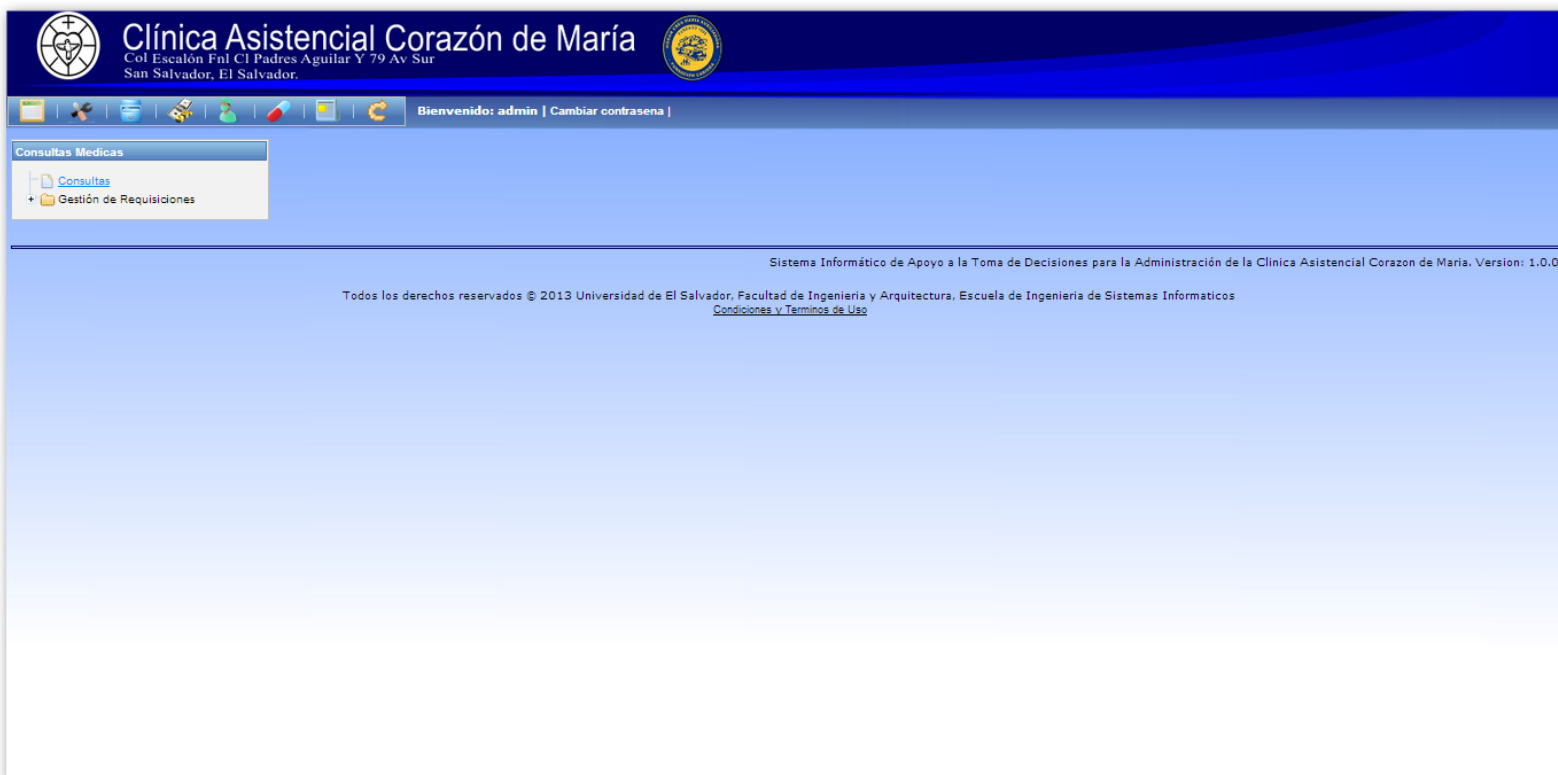 Clínica Asistencial Corazón de María
Col Escalón Fnl Cl Padres Aguilar Y 79 Av Sur
San Salvador, El Salvador.
Bienvenido: admin | Cambiar contrasena |
Consultas Medicas
Consultas
Gestión de Requisiciones
Sistema Informático de Apoyo a la Toma de Decisiones para la Administración de la Clinica Asistencial Corazon de Maria. Version: 1.0.0
Todos los derechos reservados © 2013 Universidad de El Salvador, Facultad de Ingenieria y Arquitectura, Escuela de Ingenieria de Sistemas Informaticos
Condiciones y Terminos de Uso